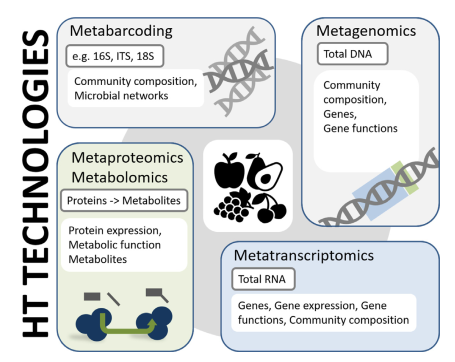 HT TECHNOLOGIES
Metabarcoding
e.g. 16S, ITS, 18S
Community composition,
Microbial networks
Metagenomics
Total DNA
Community
composition,
Genes,
Gene functions
Metaproteomics
Metabolomics
Proteins -> Metabolites
Protein expression,
Metabolic function
Metabolites
Metatranscriptomics
Total RNA
Genes, Gene expression, Gene
functions, Community composition